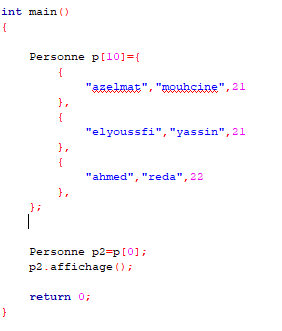 int main()
{
Personne p[10]={
{
"azelmat","mouhcine",21
},
{
"elyoussfi","yassin",21
},
{
"ahmed","reda",22
},
};
Personne p2=p[0];
p2.affichage();
return 0;
}